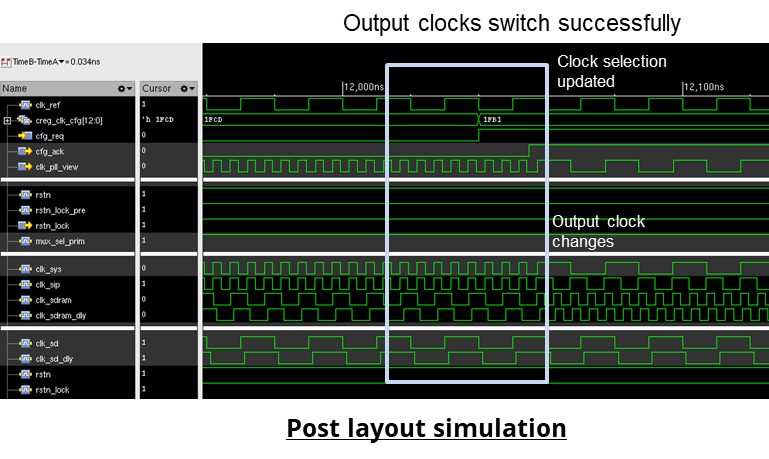 Output clocks switch successfully
TimeB-TimeA▾=0.034ns
Clock selection
updated
Name
Cursor
12,000ns
12,100ns
clk_ref 1
creg_clk_cfg[12:0] 'h 1FCD 1FCD 1FB1
cfg_req 0
cfg_ack 0
clk_pll_view 0
rstn 1
rstn_lock_pre 1
rstn_lock 1
mux_sel_prim 1
Output clock
changes
clk_sys 0
clk_sip 1
clk_sdram 0
clk_sdram_dly 0
clk_sd 1
clk_sd_dly 1
rstn 1
rstn_lock 1
Post layout simulation